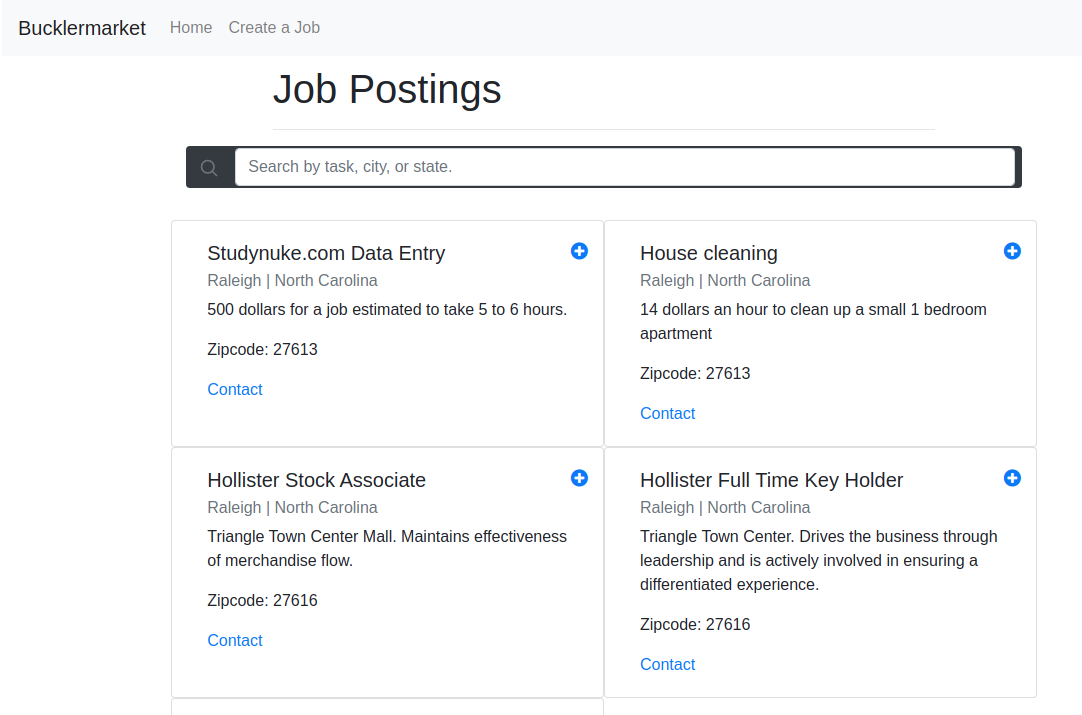 Bucklermarket Home Create a Job
Job Postings
Search by task, city, or state.
Studynuke.com Data Entry
Raleigh | North Carolina
500 dollars for a job estimated to take 5 to 6 hours.
Zipcode: 27613
Contact
House cleaning
Raleigh | North Carolina
14 dollars an hour to clean up a small 1 bedroom
apartment
Zipcode: 27613
Contact
Hollister Stock Associate
Raleigh | North Carolina
Triangle Town Center Mall. Maintains effectiveness
of merchandise flow.
Zipcode: 27616
Contact
Hollister Full Time Key Holder
Raleigh | North Carolina
Triangle Town Center. Drives the business through
leadership and is actively involved in ensuring a
differentiated experience.
Zipcode: 27616
Contact